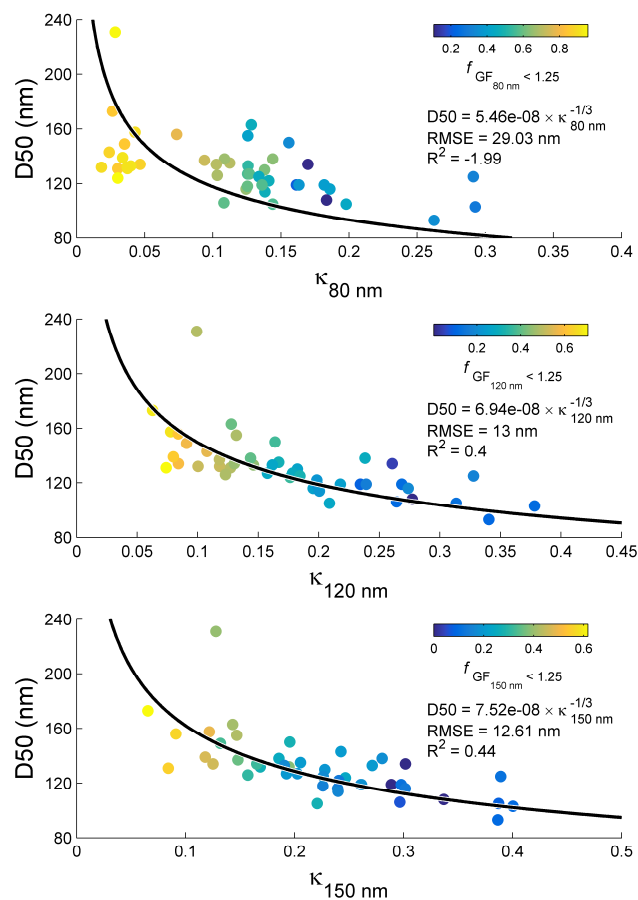 240
200
160
120
80
D50 (nm)
0 0.05 0.1 0.15 0.2 0.25 0.3 0.35 0.4
κ80 nm
0.2 0.4 0.6 0.8
f GF80 nm < 1.25
D50 = 5.46e-08 × κ80 nm^-1/3
RMSE = 29.03 nm
R² = -1.99
240
200
160
120
80
D50 (nm)
0 0.05 0.1 0.15 0.2 0.25 0.3 0.35 0.4 0.45
κ120 nm
0.2 0.4 0.6
f GF120 nm < 1.25
D50 = 6.94e-08 × κ120 nm^-1/3
RMSE = 13 nm
R² = 0.4
240
200
160
120
80
D50 (nm)
0 0.1 0.2 0.3 0.4 0.5
κ150 nm
0 0.2 0.4 0.6
f GF150 nm < 1.25
D50 = 7.52e-08 × κ150 nm^-1/3
RMSE = 12.61 nm
R² = 0.44